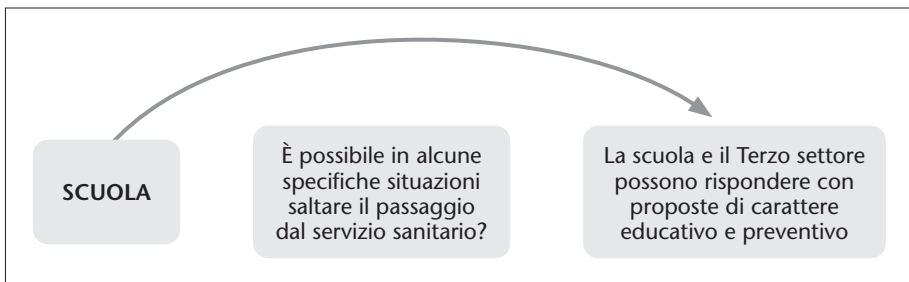 SCUOLA
È possibile in alcune
specifiche situazioni
saltare il passaggio
dal servizio sanitario?
La scuola e il Terzo settore
possono rispondere con
proposte di carattere
educativo e preventivo